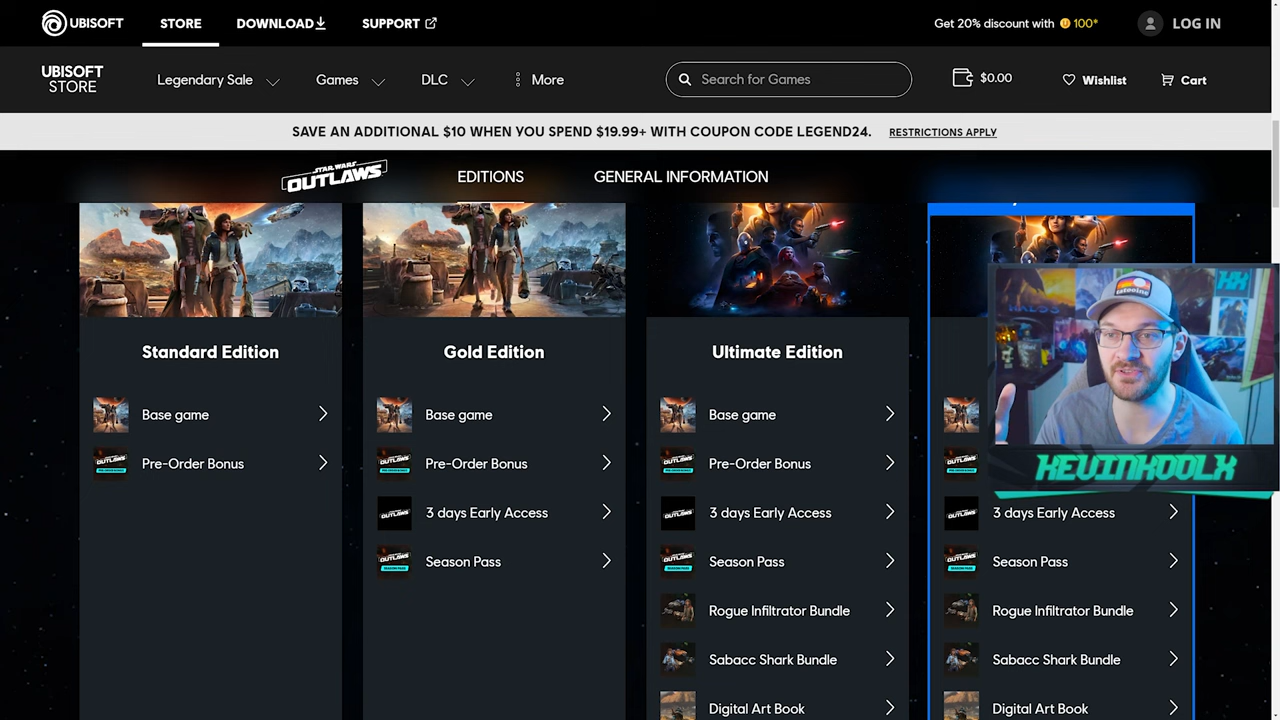 UBISOFT
STORE
DOWNLOAD
SUPPORT
Get 20% discount with 100*
LOG IN
UBISOFT
STORE
Legendary Sale
Games
DLC
More
Search for Games
$0.00
Wishlist
Cart
SAVE AN ADDITIONAL $10 WHEN YOU SPEND $19.99+ WITH COUPON CODE LEGEND24.
RESTRICTIONS APPLY
STAR WARS
OUTLAWS
EDITIONS
GENERAL INFORMATION
Standard Edition
Base game
Pre-Order Bonus
Gold Edition
Base game
Pre-Order Bonus
3 days Early Access
Season Pass
Ultimate Edition
Base game
Pre-Order Bonus
3 days Early Access
Season Pass
Rogue Infiltrator Bundle
Sabacc Shark Bundle
Digital Art Book
tatooine
KEVINKOOLX
3 days Early Access
Season Pass
Rogue Infiltrator Bundle
Sabacc Shark Bundle
Digital Art Book